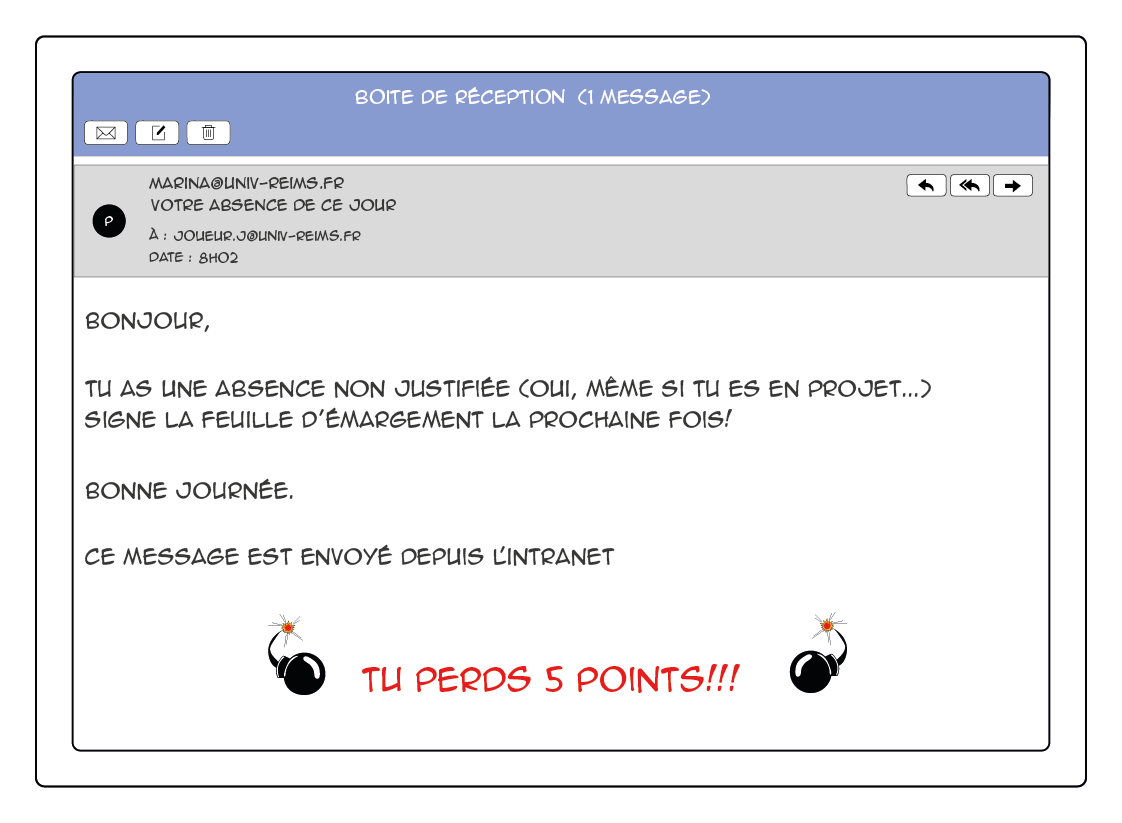 BOITE DE RÉCEPTION (1 MESSAGE)
MARINA@UNIV-REIMS.FR
VOTRE ABSENCE DE CE JOUR
P
À : JOUEUR.J@UNIV-REIMS.FR
DATE : 8H02
BONJOUR,
TU AS UNE ABSENCE NON JUSTIFIÉE (OUI, MÊME SI TU ES EN PROJET...)
SIGNE LA FEUILLE D'ÉMARGEMENT LA PROCHAINE FOIS!
BONNE JOURNÉE.
CE MESSAGE EST ENVOYÉ DEPUIS L'INTRANET
TU PERDS 5 POINTS!!!